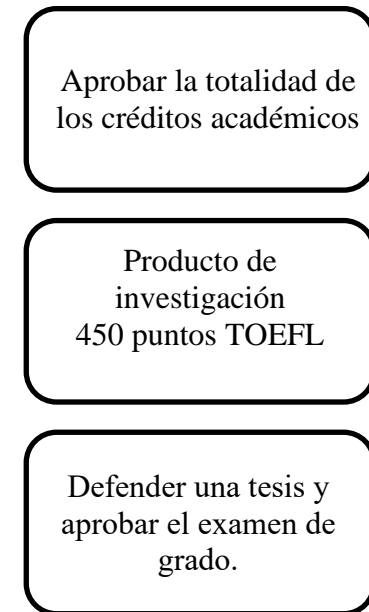 Aprobar la totalidad de
los créditos académicos
Producto de
investigación
450 puntos TOEFL
Defender una tesis y
aprobar el examen de
grado.